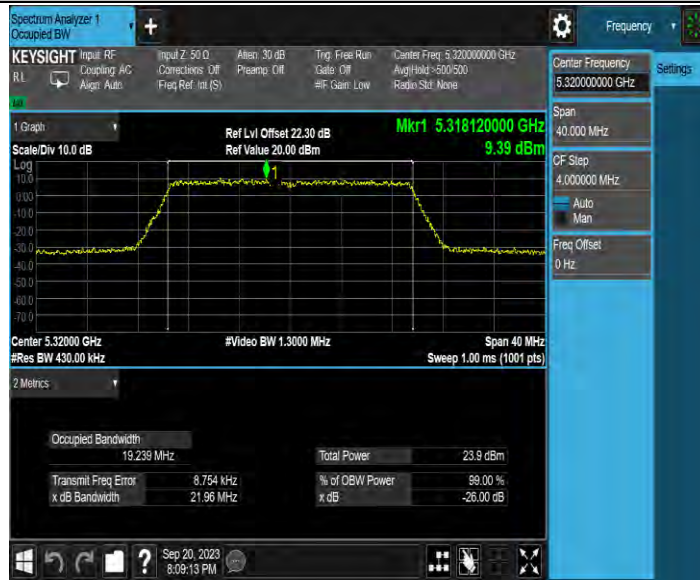 Spectrum Analyzer 1
Occupied BW
+
Frequency
KEYSIGHT
RL
Input: RF
Coupling: AC
Align: Auto
Input Z: 50 Ω
Corrections: Off
Freq Ref: Int (S)
Atten: 30 dB
Preamp: Off
Trig: Free Run
Gate: Off
#IF Gain: Low
Center Freq: 5.320000000 GHz
Avg|Hold:>500/500
Radio Std: None
1 Graph
Scale/Div 10.0 dB
Ref Lvl Offset 22.30 dB
Ref Value 20.00 dBm
Mkr1 5.318120000 GHz
9.39 dBm
Log
10.0
0.00
-10.0
-20.0
-30.0
-40.0
-50.0
-60.0
-70.0
1
Center 5.32000 GHz
#Res BW 430.00 kHz
#Video BW 1.3000 MHz
Span 40 MHz
Sweep 1.00 ms (1001 pts)
2 Metrics
Occupied Bandwidth
19.239 MHz
Total Power 23.9 dBm
Transmit Freq Error 8.754 kHz
% of OBW Power 99.00 %
x dB Bandwidth 21.96 MHz
x dB -26.00 dB
?
Sep 20, 2023
8:09:13 PM
Center Frequency
5.320000000 GHz
Settings
Span
40.000 MHz
CF Step
4.000000 MHz
Auto
Man
Freq Offset
0 Hz